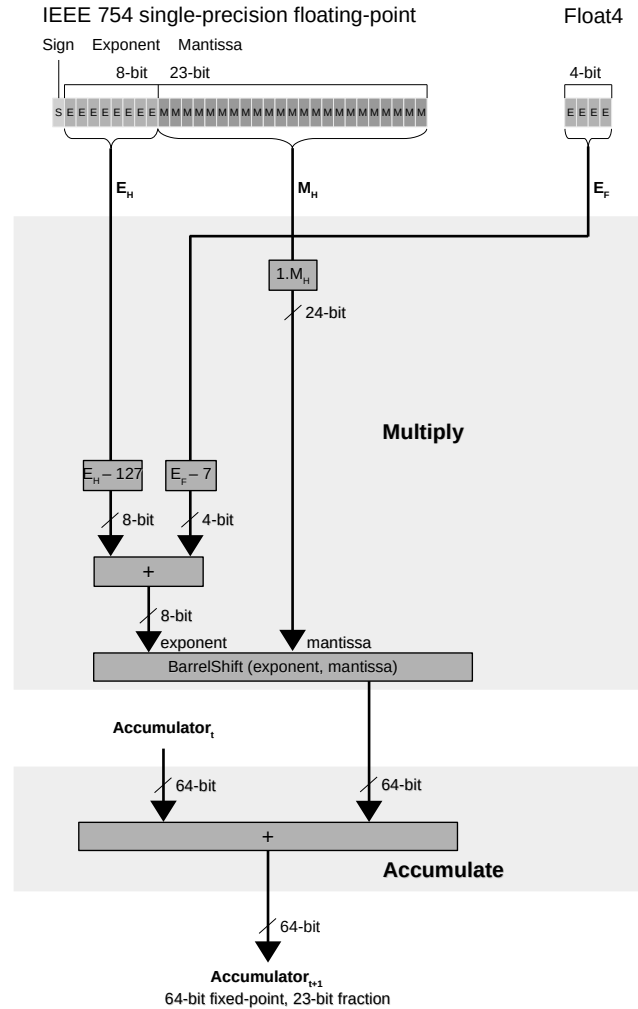 IEEE 754 single-precision floating-point Float4
Sign Exponent Mantissa
8-bit 23-bit 4-bit
S E E E E E E E E M M M M M M M M M M M M M M M M M M M M M M M E E E E
E_H M_H E_F
1.M_H
24-bit
Multiply
E_H – 127 E_F – 7
8-bit 4-bit
+
8-bit
exponent mantissa
BarrelShift (exponent, mantissa)
Accumulator_t
64-bit 64-bit
+
Accumulate
64-bit
Accumulator_t+1
64-bit fixed-point, 23-bit fraction